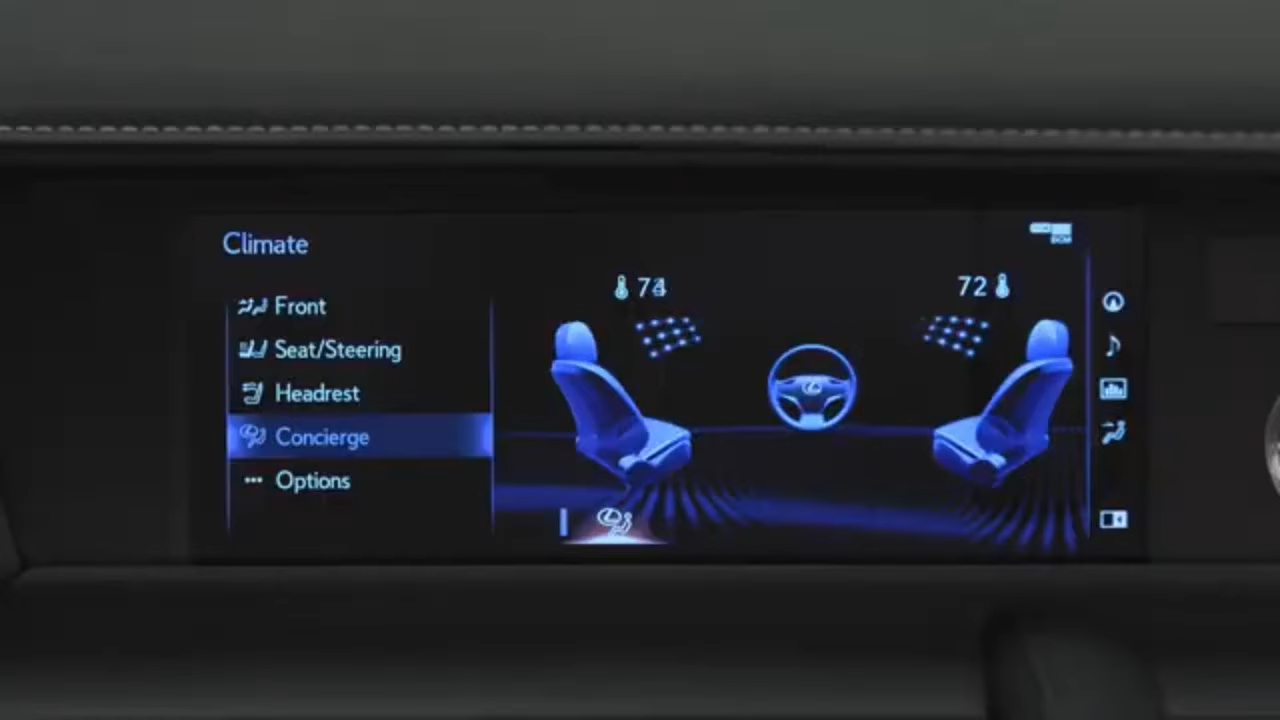 Climate
74
72
Front
Seat/Steering
Headrest
Concierge
Options